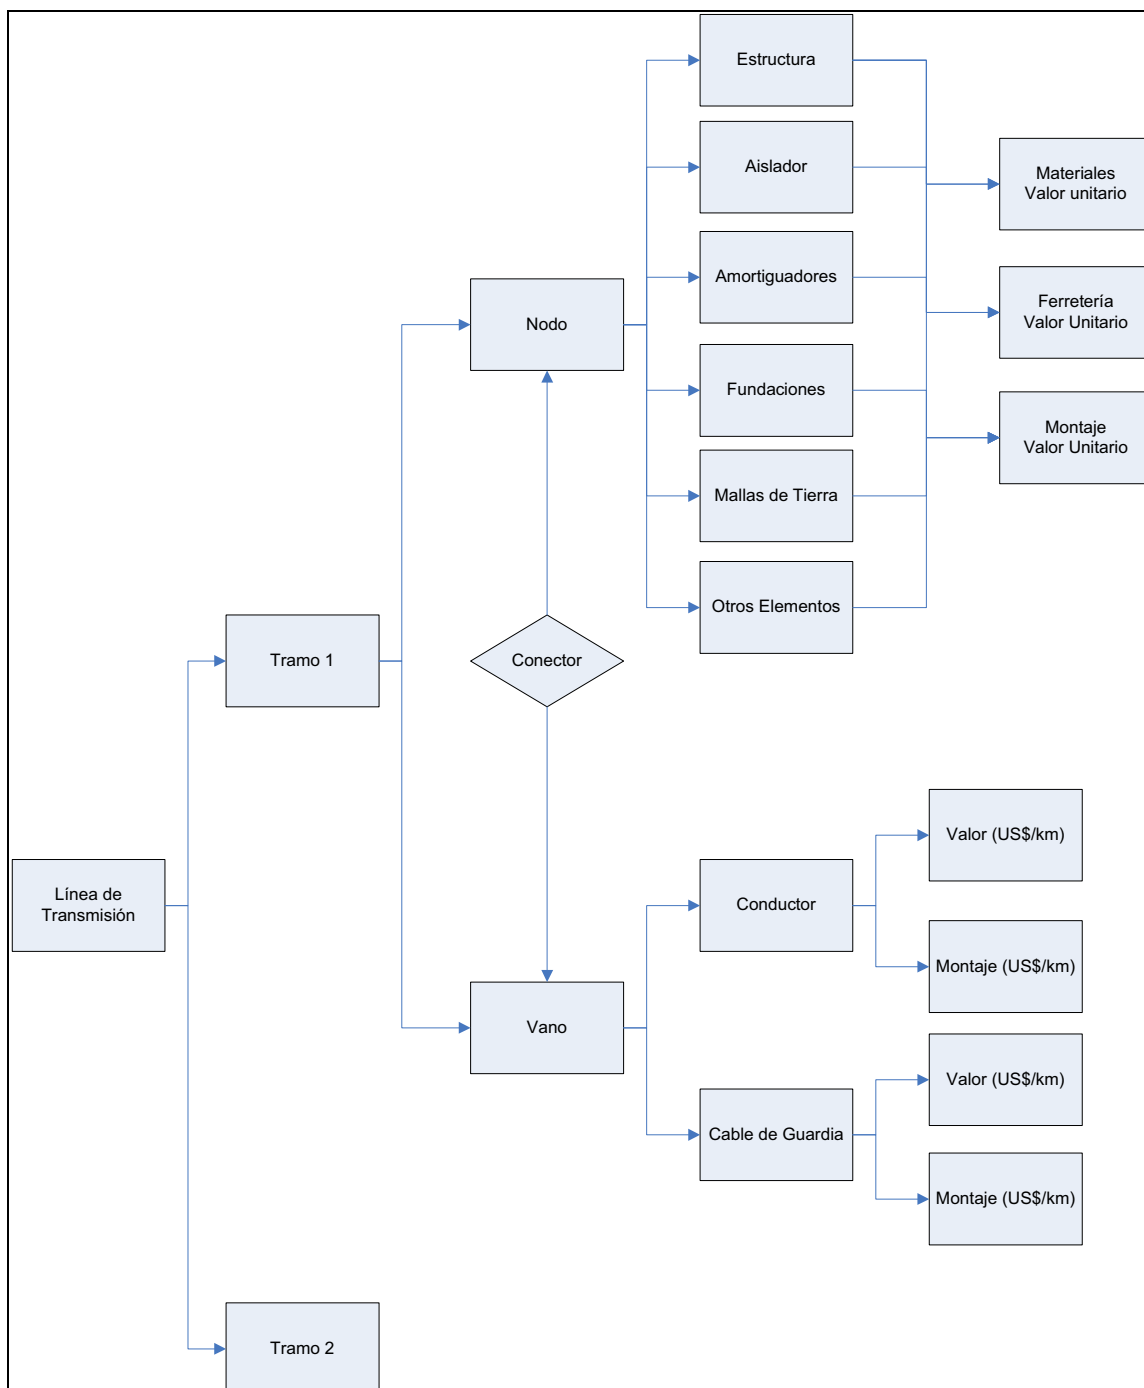 Estructura
Aislador
Amortiguadores
Fundaciones
Mallas de Tierra
Otros Elementos
Materiales
Valor unitario
Ferretería
Valor Unitario
Montaje
Valor Unitario
Nodo
Conector
Tramo 1
Línea de
Transmisión
Vano
Conductor
Cable de Guardia
Valor (US$/km)
Montaje (US$/km)
Valor (US$/km)
Montaje (US$/km)
Tramo 2